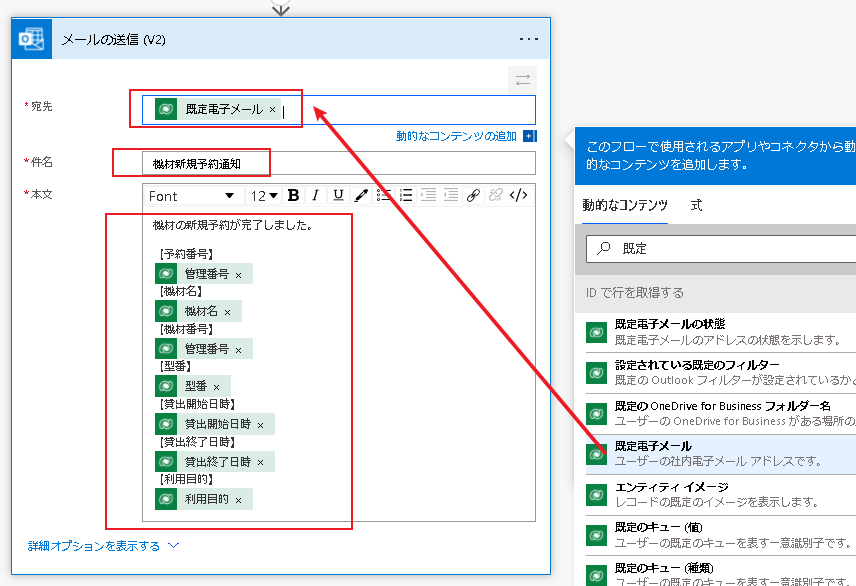 メールの送信 (V2)
*宛先
既定電子メール ×
動的なコンテンツの追加
*件名
機材新規予約通知
*本文
Font
12
B I U </>
機材の新規予約が完了しました。
【予約番号】
管理番号 ×
【機材名】
機材名 ×
【機材番号】
管理番号 ×
【型番】
型番 ×
【貸出開始日時】
貸出開始日時 ×
【貸出終了日時】
貸出終了日時 ×
【利用目的】
利用目的 ×
詳細オプションを表示する
このフローで使用されるアプリやコネクタから動
的なコンテンツを追加します。
動的なコンテンツ
式
既定
ID で行を取得する
既定電子メールの状態
既定電子メールのアドレスの状態を示します。
設定されている既定のフィルター
既定の Outlook フィルターが設定されているか
既定の OneDrive for Business フォルダー名
ユーザーの OneDrive for Business がある場所の
既定電子メール
ユーザーの社内電子メール アドレスです。
エンティティ イメージ
レコードの既定のイメージを表示します。
既定のキュー (値)
ユーザーの既定のキューを表す一意識別子です。
既定のキュー (種類)
ユーザーの既定のキューを表す一意識別子です。